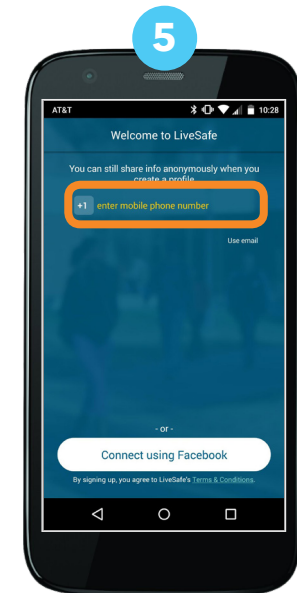 5
AT&T 10:28
Welcome to LiveSafe
You can still share info anonymously when you
create a profile
+1 enter mobile phone number
Use email
- or -
Connect using Facebook
By signing up, you agree to LiveSafe's Terms & Conditions.